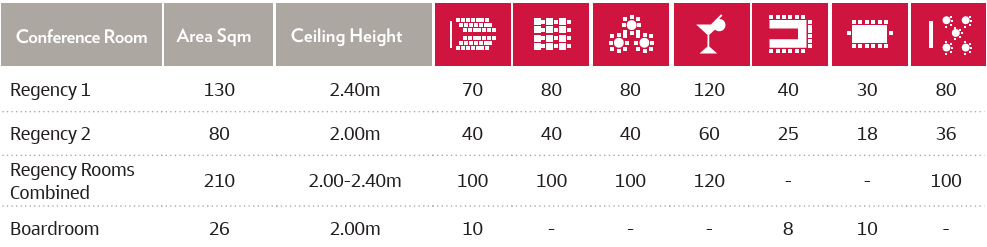 Conference Room Area Sqm Ceiling Height
Regency 1 130 2.40m 70 80 80 120 40 30 80
Regency 2 80 2.00m 40 40 40 60 25 18 36
Regency Rooms
Combined 210 2.00-2.40m 100 100 100 120 - - 100
Boardroom 26 2.00m 10 - - - 8 10 -